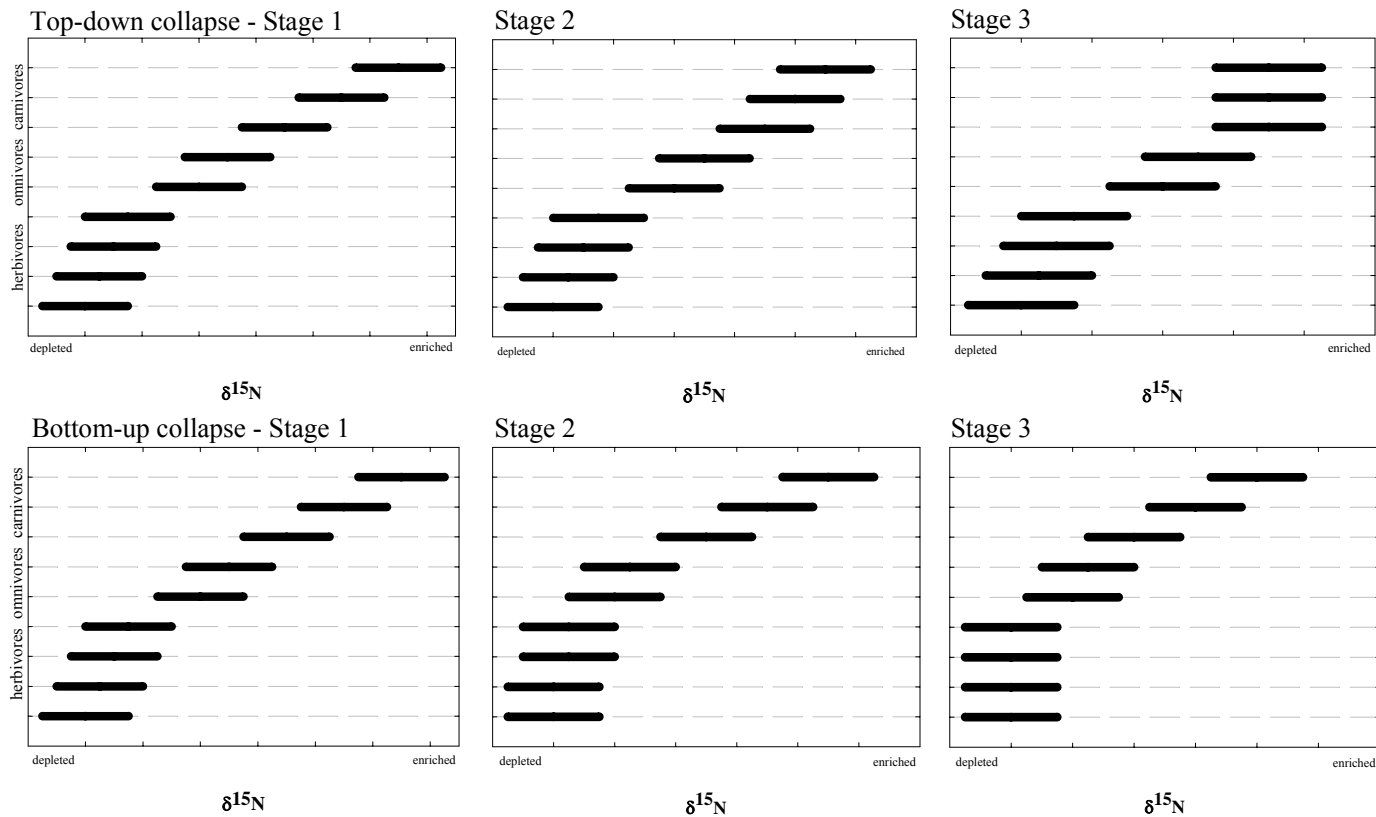 Top-down collapse - Stage 1
Stage 2
Stage 3
herbivores omnivores carnivores
depleted enriched
depleted enriched
depleted enriched
δ¹⁵N
δ¹⁵N
δ¹⁵N
Bottom-up collapse - Stage 1
Stage 2
Stage 3
herbivores omnivores carnivores
depleted enriched
depleted enriched
depleted enriched
δ¹⁵N
δ¹⁵N
δ¹⁵N